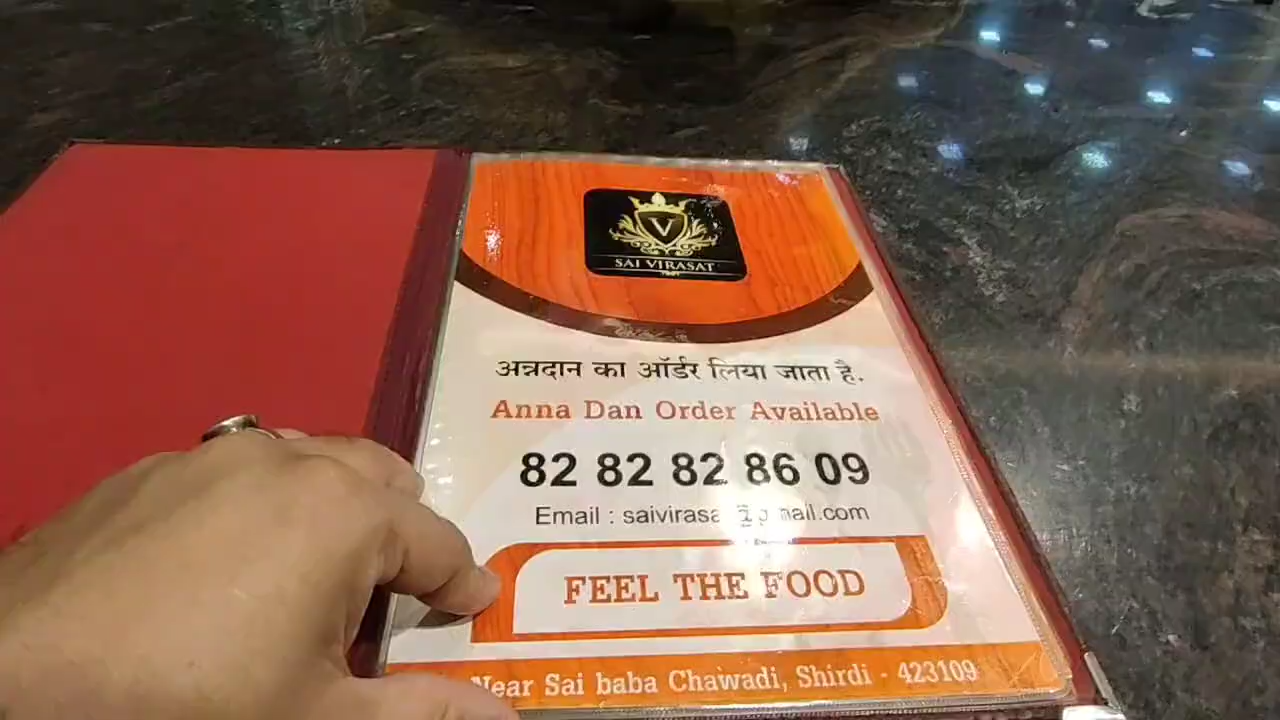 V
SAI VIRASAT
अन्नदान का ऑर्डर लिया जाता है.
Anna Dan Order Available
82 82 82 86 09
Email :
FEEL THE FOOD
Near Sai baba Chawadi, Shirdi - 423109